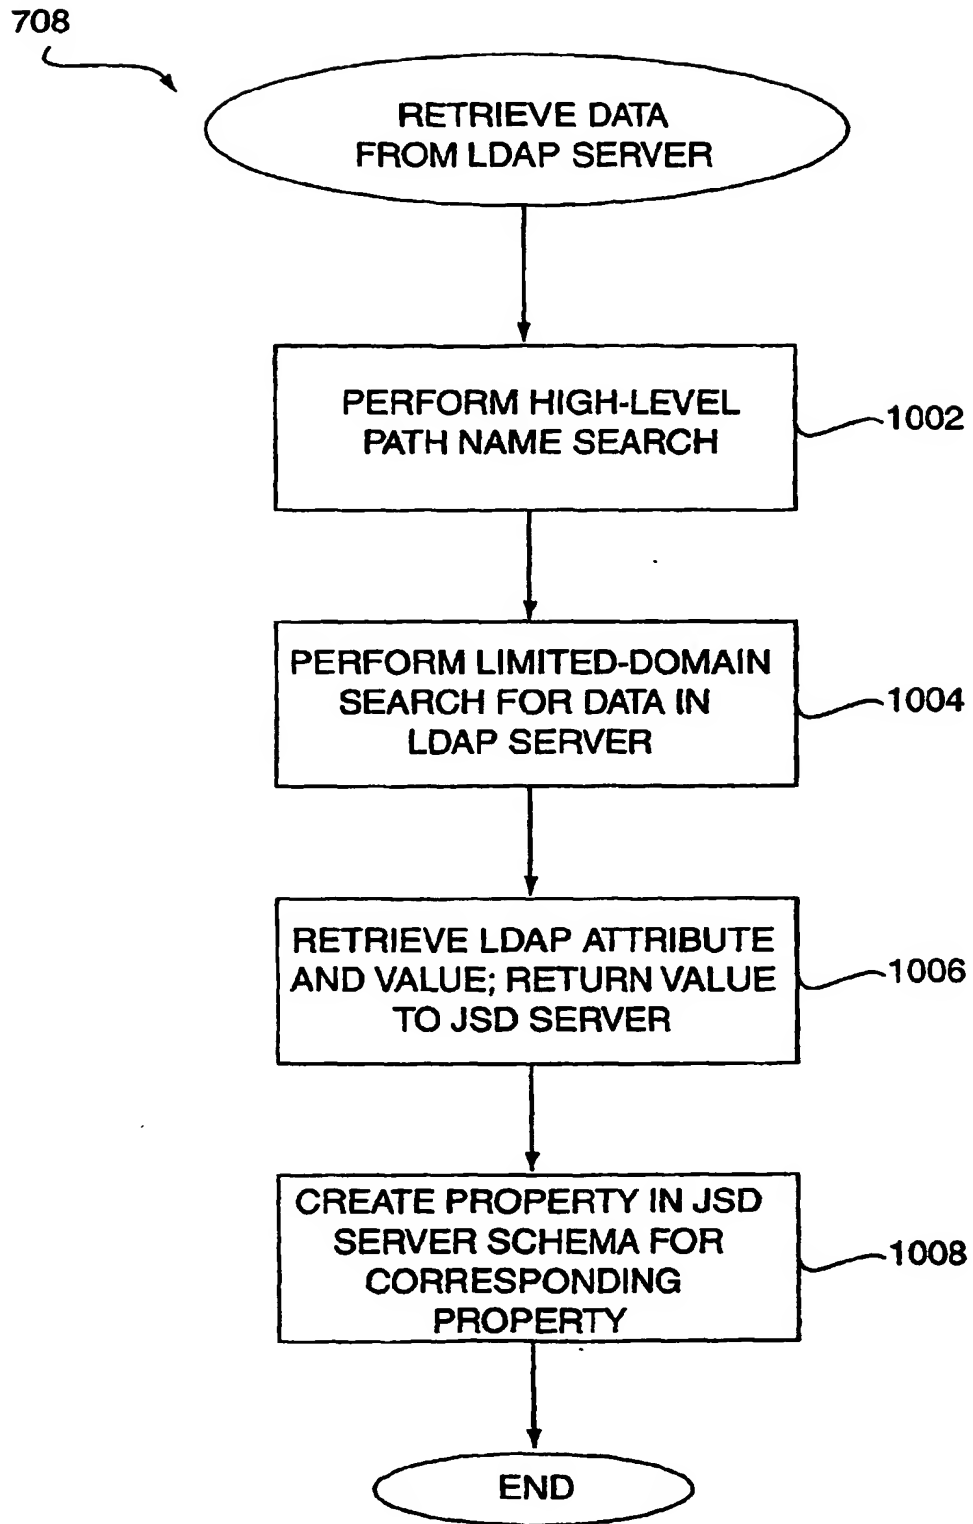 708
RETRIEVE DATA
FROM LDAP SERVER
PERFORM HIGH-LEVEL
PATH NAME SEARCH
1002
PERFORM LIMITED-DOMAIN
SEARCH FOR DATA IN
LDAP SERVER
1004
RETRIEVE LDAP ATTRIBUTE
AND VALUE; RETURN VALUE
TO JSD SERVER
1006
CREATE PROPERTY IN JSD
SERVER SCHEMA FOR
CORRESPONDING
PROPERTY
1008
END